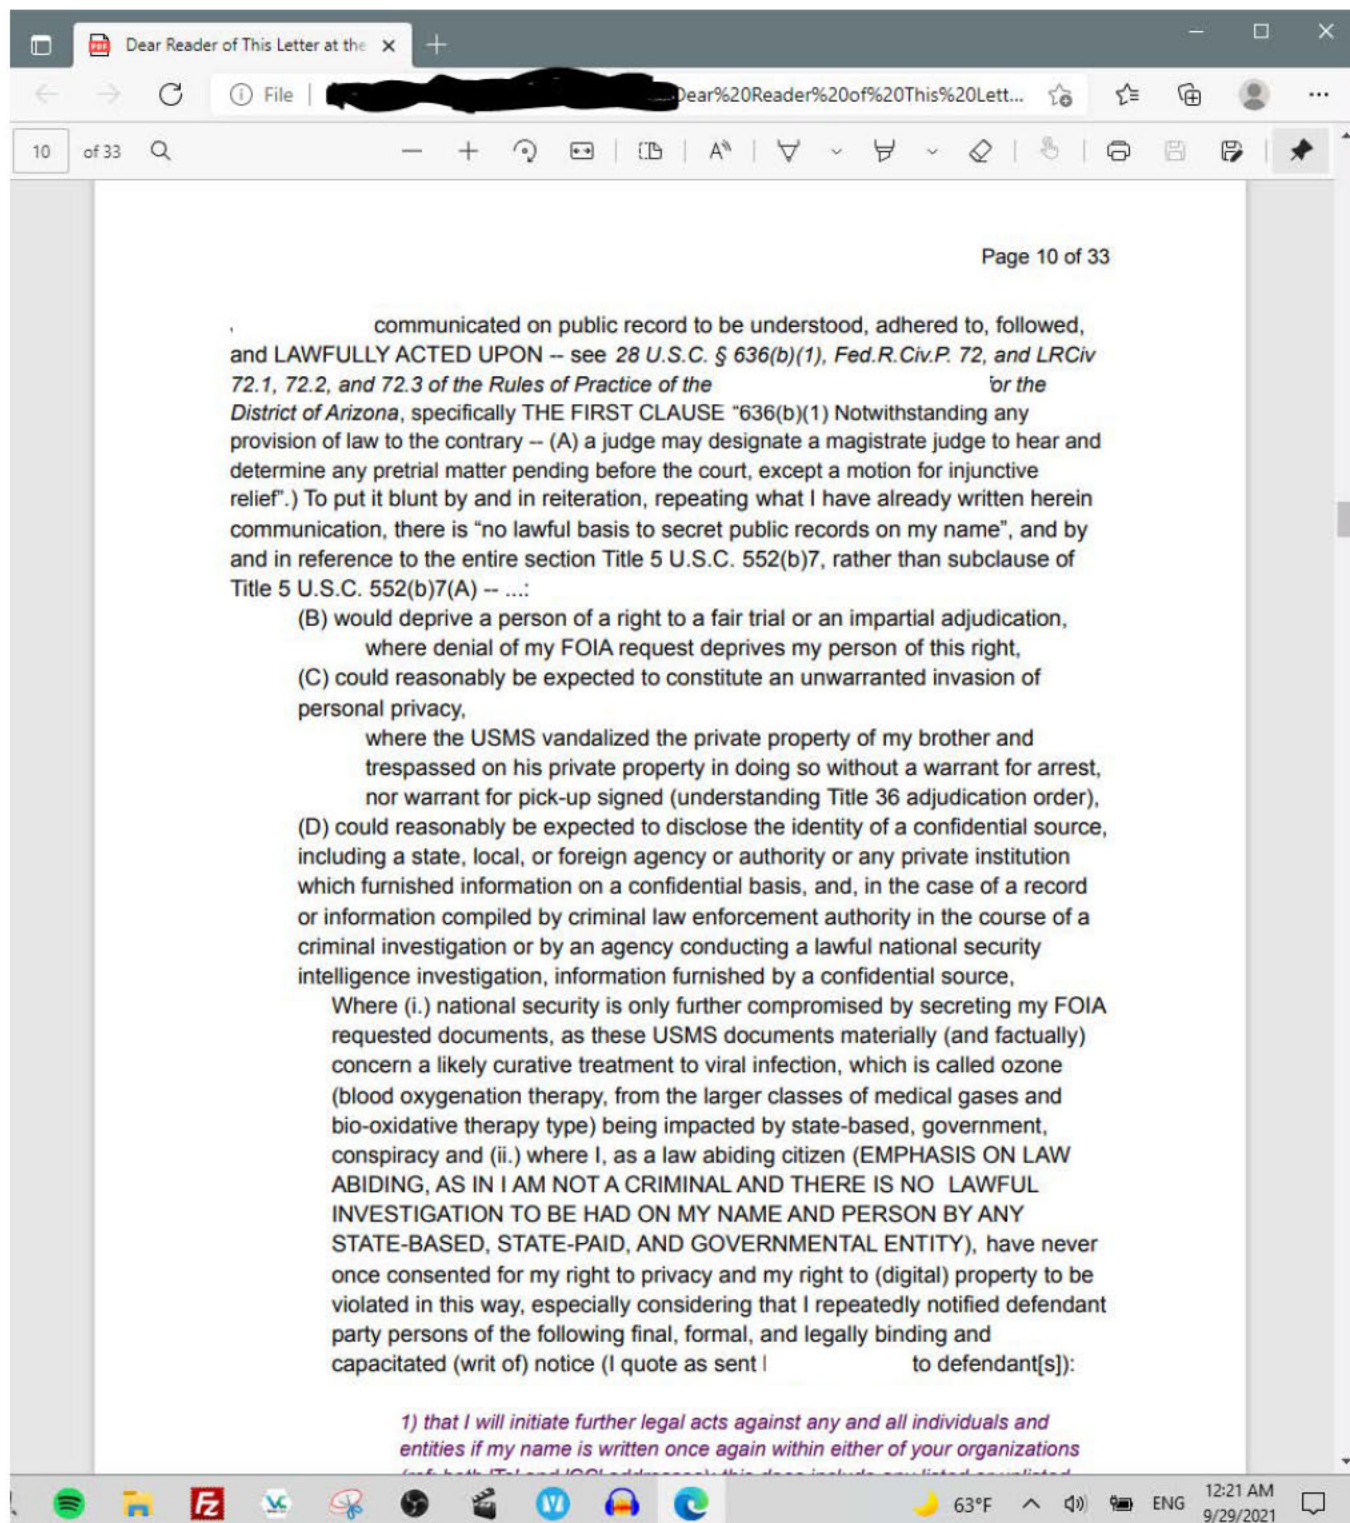 Dear Reader of This Letter at the
File
Dear%20Reader%20of%20This%20Lett...
10 of 33
Page 10 of 33
communicated on public record to be understood, adhered to, followed,
and LAWFULLY ACTED UPON -- see 28 U.S.C. § 636(b)(1), Fed.R.Civ.P. 72, and LRCiv
72.1, 72.2, and 72.3 of the Rules of Practice of the for the
District of Arizona, specifically THE FIRST CLAUSE “636(b)(1) Notwithstanding any
provision of law to the contrary -- (A) a judge may designate a magistrate judge to hear and
determine any pretrial matter pending before the court, except a motion for injunctive
relief”.) To put it blunt by and in reiteration, repeating what I have already written herein
communication, there is “no lawful basis to secret public records on my name”, and by
and in reference to the entire section Title 5 U.S.C. 552(b)7, rather than subclause of
Title 5 U.S.C. 552(b)7(A) -- ...:
(B) would deprive a person of a right to a fair trial or an impartial adjudication,
where denial of my FOIA request deprives my person of this right,
(C) could reasonably be expected to constitute an unwarranted invasion of
personal privacy,
where the USMS vandalized the private property of my brother and
trespassed on his private property in doing so without a warrant for arrest,
nor warrant for pick-up signed (understanding Title 36 adjudication order),
(D) could reasonably be expected to disclose the identity of a confidential source,
including a state, local, or foreign agency or authority or any private institution
which furnished information on a confidential basis, and, in the case of a record
or information compiled by criminal law enforcement authority in the course of a
criminal investigation or by an agency conducting a lawful national security
intelligence investigation, information furnished by a confidential source,
Where (i.) national security is only further compromised by secreting my FOIA
requested documents, as these USMS documents materially (and factually)
concern a likely curative treatment to viral infection, which is called ozone
(blood oxygenation therapy, from the larger classes of medical gases and
bio-oxidative therapy type) being impacted by state-based, government,
conspiracy and (ii.) where I, as a law abiding citizen (EMPHASIS ON LAW
ABIDING, AS IN I AM NOT A CRIMINAL AND THERE IS NO LAWFUL
INVESTIGATION TO BE HAD ON MY NAME AND PERSON BY ANY
STATE-BASED, STATE-PAID, AND GOVERNMENTAL ENTITY), have never
once consented for my right to privacy and my right to (digital) property to be
violated in this way, especially considering that I repeatedly notified defendant
party persons of the following final, formal, and legally binding and
capacitated (writ of) notice (I quote as sent to defendant[s]):
1) that I will initiate further legal acts against any and all individuals and
entities if my name is written once again within either of your organizations
63°F ENG 12:21 AM
9/29/2021